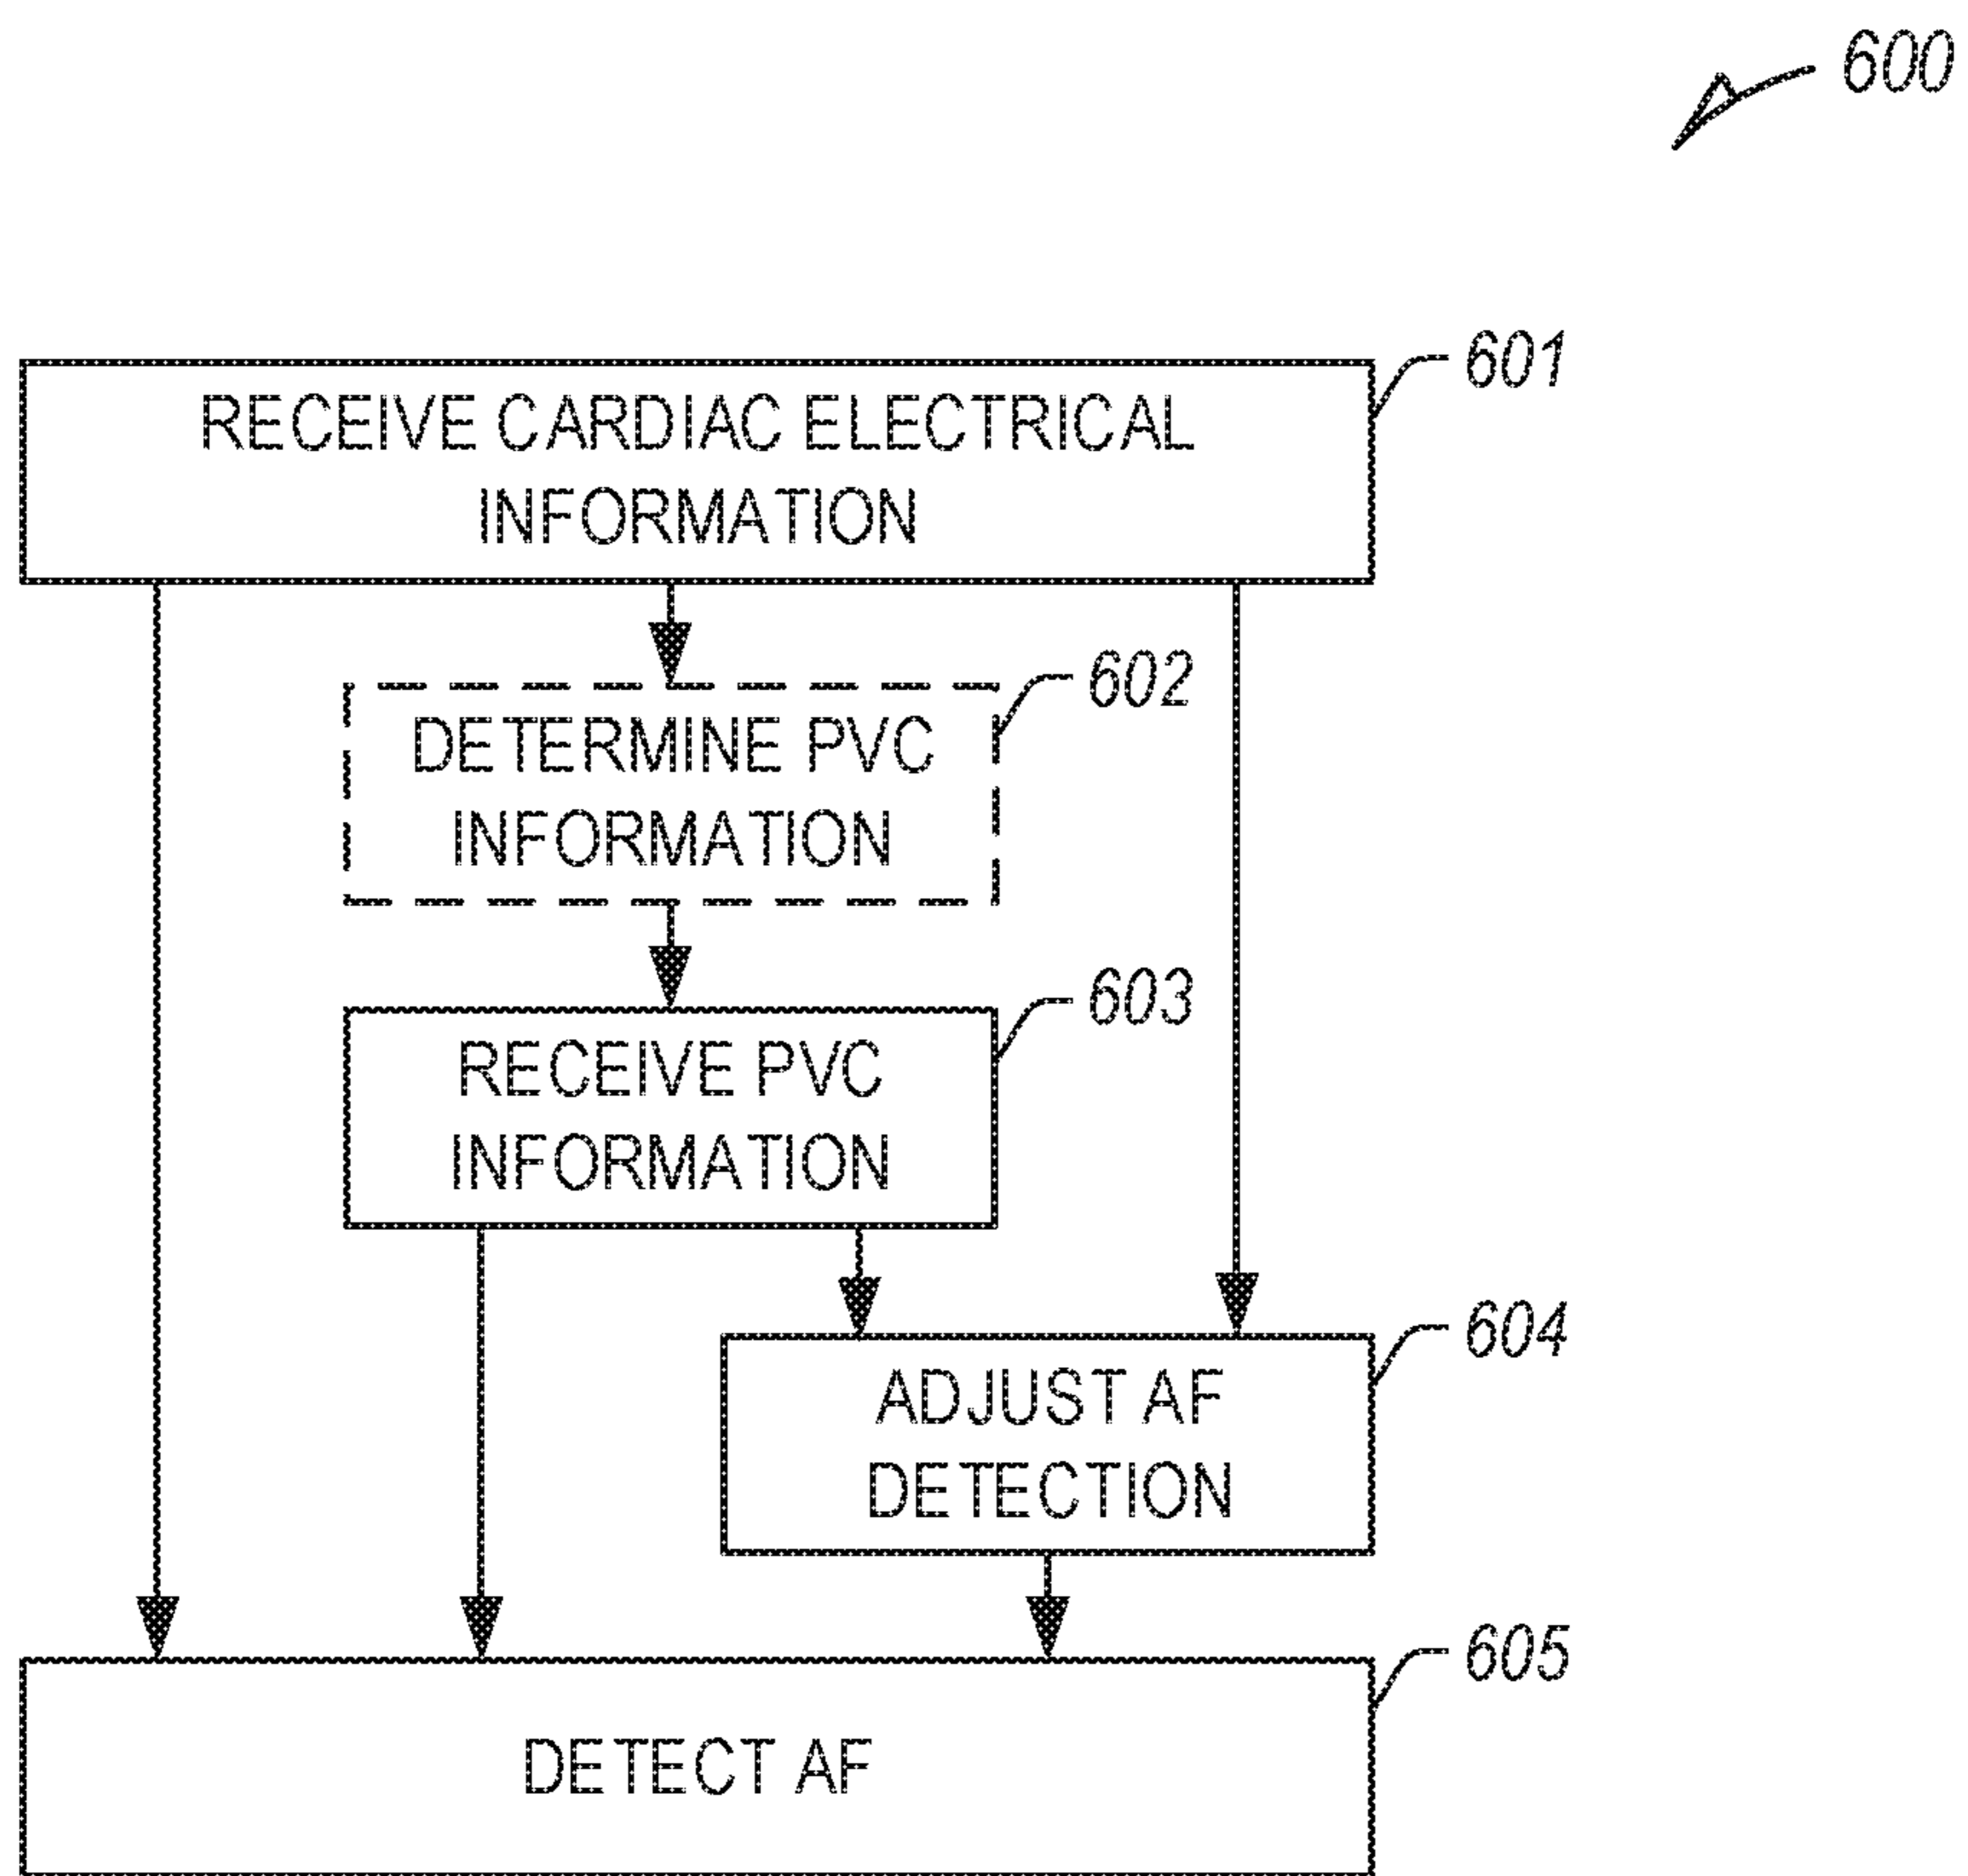 600
601
RECEIVE CARDIAC ELECTRICAL
INFORMATION
602
DETERMINE PVC
INFORMATION
603
RECEIVE PVC
INFORMATION
604
ADJUST AF
DETECTION
605
DETECT AF